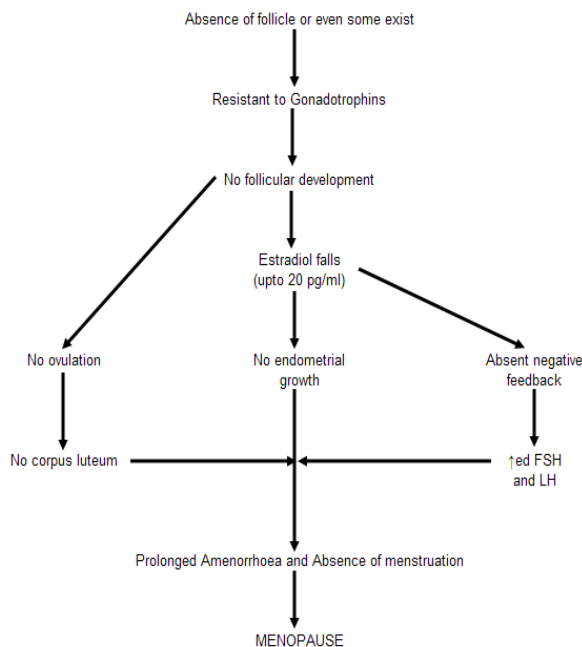 Absence of follicle or even some exist
Resistant to Gonadotrophins
No follicular development
Estradiol falls
(upto 20 pg/ml)
No ovulation
No endometrial
growth
Absent negative
feedback
No corpus luteum
↑ed FSH
and LH
Prolonged Amenorrhoea and Absence of menstruation
MENOPAUSE